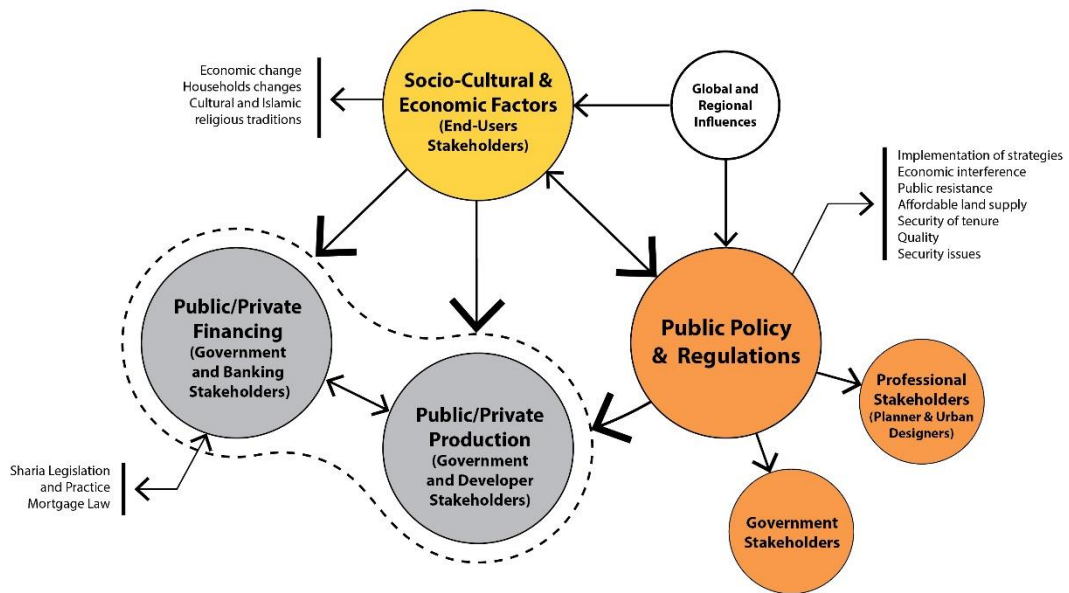 Economic change
Households changes
Cultural and Islamic
religious traditions
Socio-Cultural &
Economic Factors
(End-Users
Stakeholders)
Global and
Regional
Influences
Implementation of strategies
Economic interference
Public resistance
Affordable land supply
Security of tenure
Quality
Security issues
Public/Private
Financing
(Government
and Banking
Stakeholders)
Public/Private
Production
(Government
and Developer
Stakeholders)
Public Policy
& Regulations
Professional
Stakeholders
(Planner & Urban
Designers)
Government
Stakeholders
Sharia Legislation
and Practice
Mortgage Law